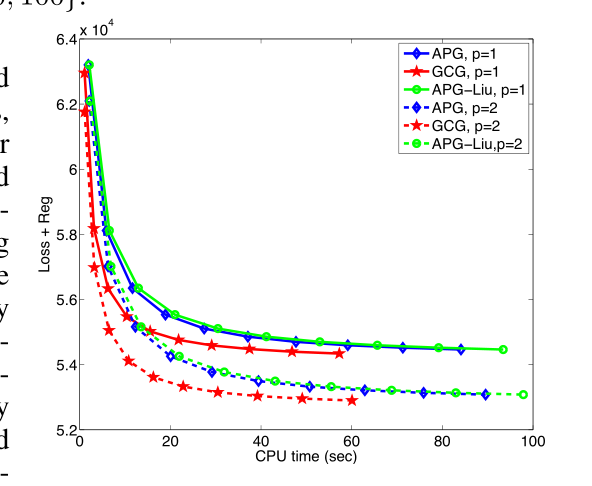 , 100}.
x 10^4
6.4
6.2
6
5.8
5.6
5.4
5.2
Loss + Reg
0 20 40 60 80 100
CPU time (sec)
APG, p=1
GCG, p=1
APG-Liu, p=1
APG, p=2
GCG, p=2
APG-Liu,p=2
d
,
r
d
-
g
e
y
-
-
y
d
-